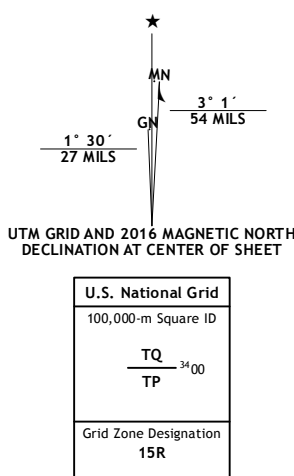 ★
MN
3° 1´
54 MILS
GN
1° 30´
27 MILS
UTM GRID AND 2016 MAGNETIC NORTH
DECLINATION AT CENTER OF SHEET
U.S. National Grid
100,000-m Square ID
TQ
³⁴00
TP
Grid Zone Designation
15R